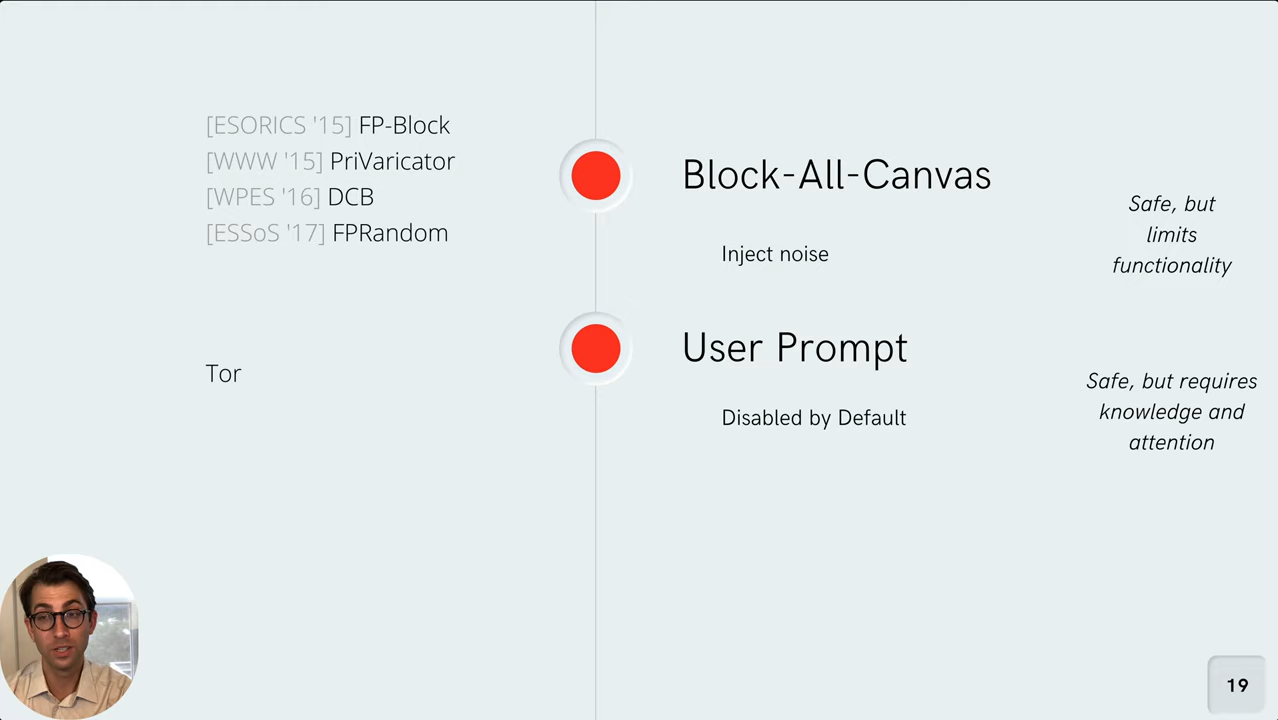 [ESORICS '15] FP-Block
[WWW '15] PriVaricator
[WPES '16] DCB
[ESSoS '17] FPRandom
Block-All-Canvas
Inject noise
Safe, but
limits
functionality
Tor
User Prompt
Disabled by Default
Safe, but requires
knowledge and
attention
19